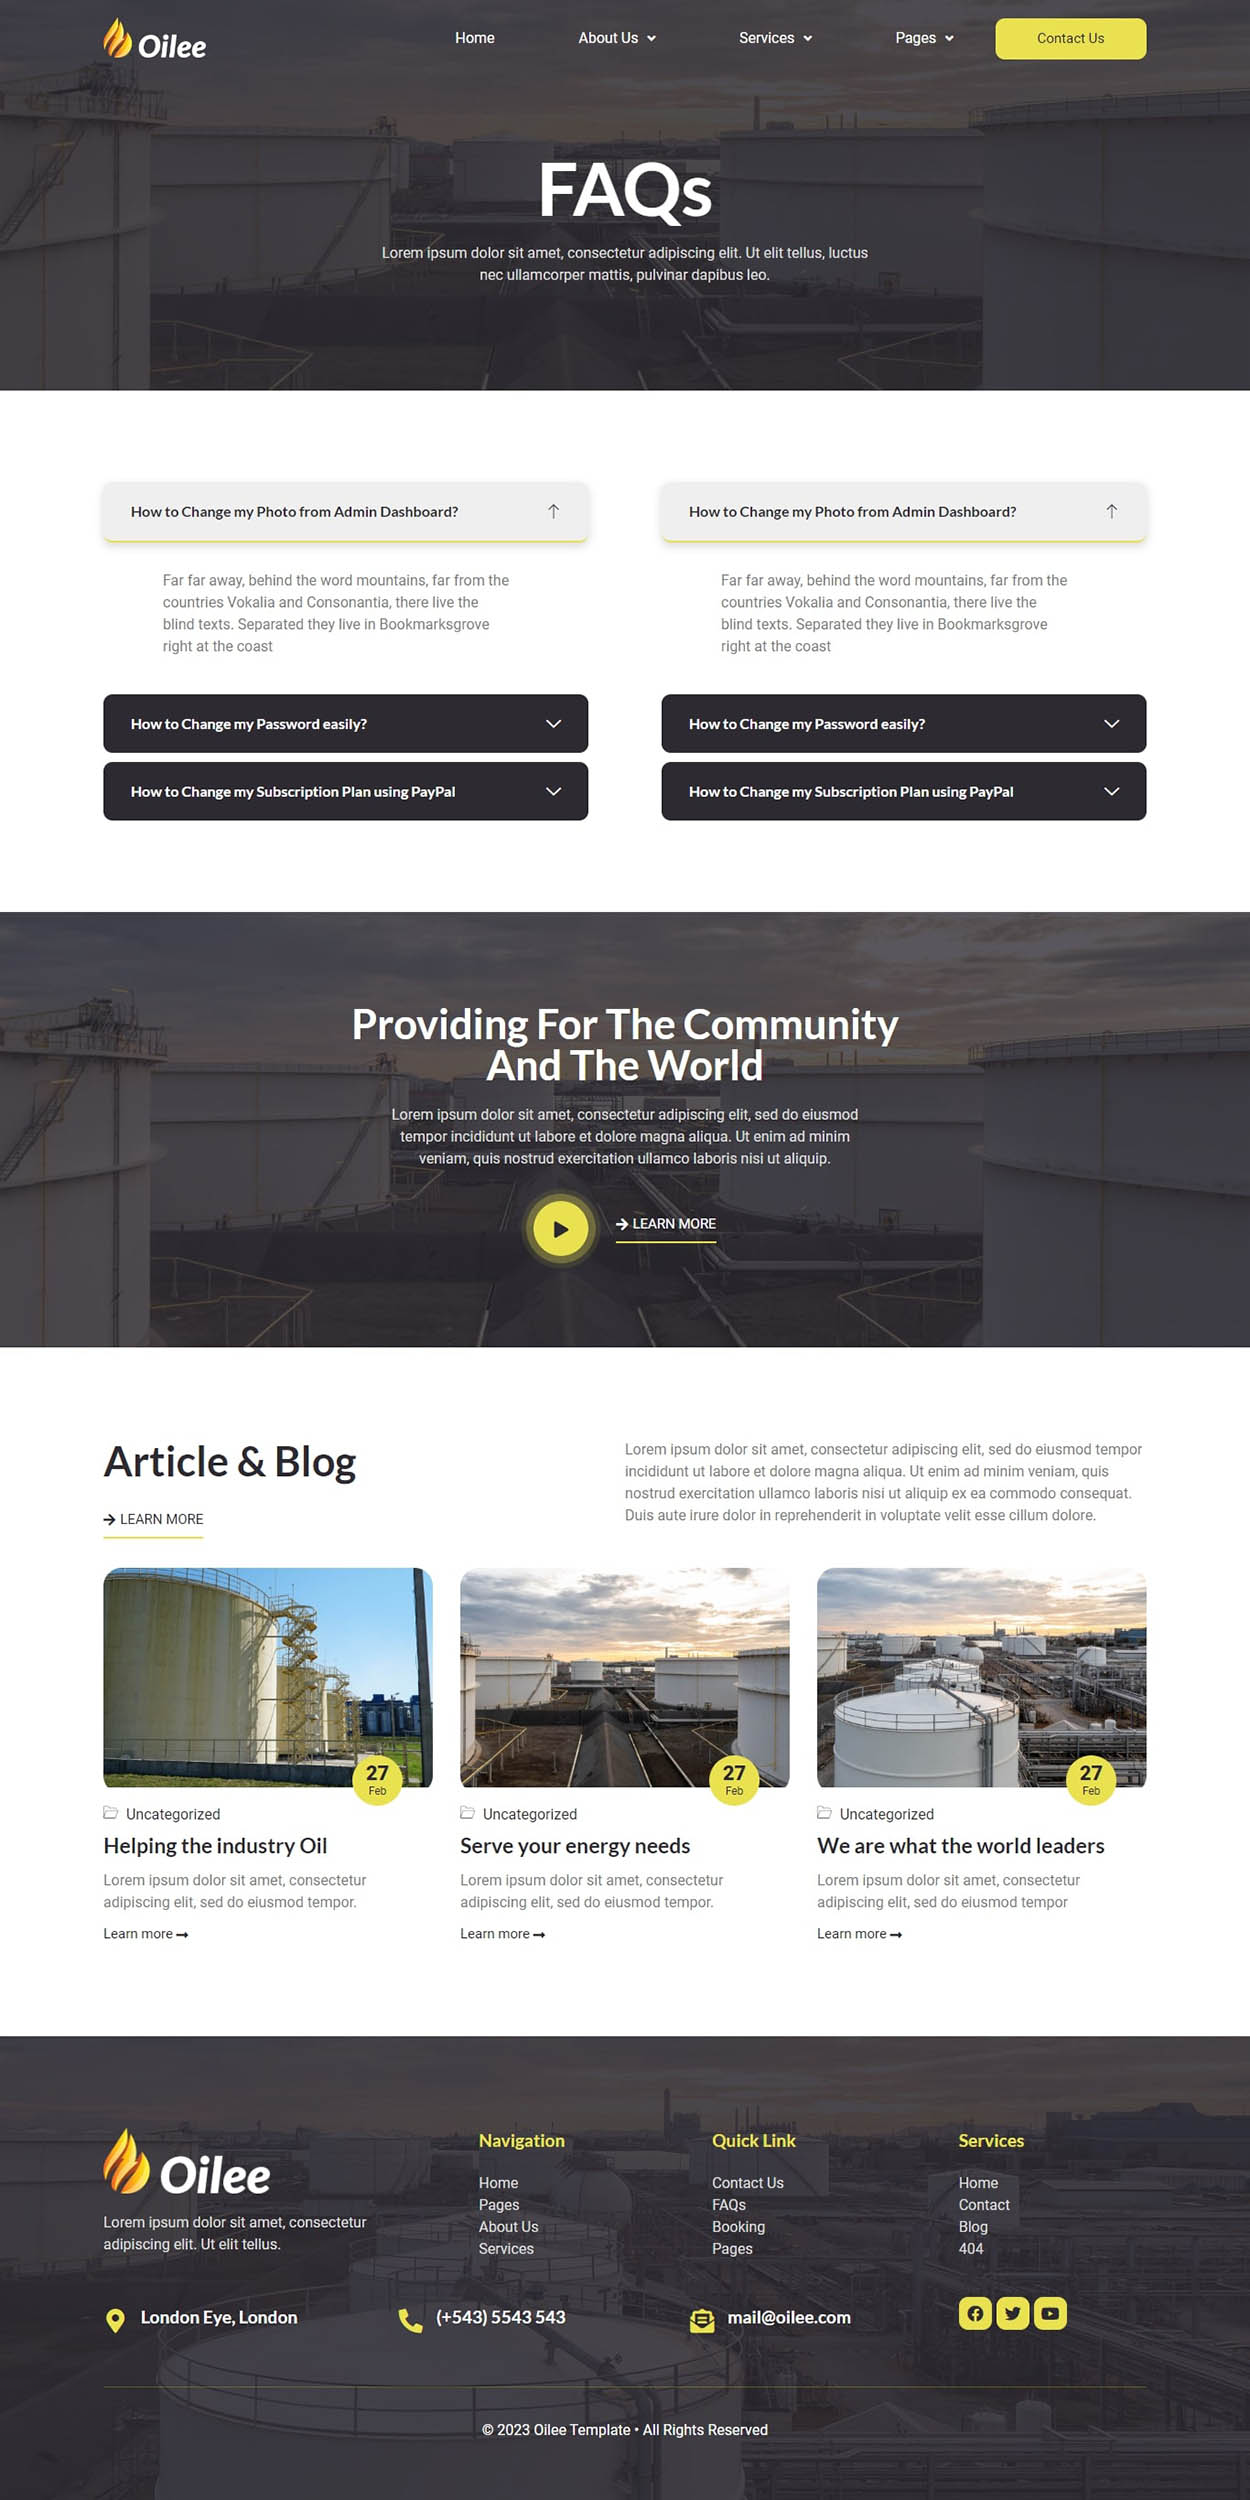 Oilee
Home About Us Services Pages Contact Us
FAQs
Lorem ipsum dolor sit amet, consectetur adipiscing elit. Ut elit tellus, luctus
nec ullamcorper mattis, pulvinar dapibus leo.
How to Change my Photo from Admin Dashboard?
Far far away, behind the word mountains, far from the
countries Vokalia and Consonantia, there live the
blind texts. Separated they live in Bookmarksgrove
right at the coast
How to Change my Password easily?
How to Change my Subscription Plan using PayPal
How to Change my Photo from Admin Dashboard?
Far far away, behind the word mountains, far from the
countries Vokalia and Consonantia, there live the
blind texts. Separated they live in Bookmarksgrove
right at the coast
How to Change my Password easily?
How to Change my Subscription Plan using PayPal
Providing For The Community
And The World
Lorem ipsum dolor sit amet, consectetur adipiscing elit, sed do eiusmod
tempor incididunt ut labore et dolore magna aliqua. Ut enim ad minim
veniam, quis nostrud exercitation ullamco laboris nisi ut aliquip.
LEARN MORE
Article & Blog
LEARN MORE
Lorem ipsum dolor sit amet, consectetur adipiscing elit, sed do eiusmod tempor
incididunt ut labore et dolore magna aliqua. Ut enim ad minim veniam, quis
nostrud exercitation ullamco laboris nisi ut aliquip ex ea commodo consequat.
Duis aute irure dolor in reprehenderit in voluptate velit esse cillum dolore.
27
Feb
Uncategorized
Helping the industry Oil
Lorem ipsum dolor sit amet, consectetur
adipiscing elit, sed do eiusmod tempor.
Learn more
27
Feb
Uncategorized
Serve your energy needs
Lorem ipsum dolor sit amet, consectetur
adipiscing elit, sed do eiusmod tempor.
Learn more
27
Feb
Uncategorized
We are what the world leaders
Lorem ipsum dolor sit amet, consectetur
adipiscing elit, sed do eiusmod tempor
Learn more
Oilee
Lorem ipsum dolor sit amet, consectetur
adipiscing elit. Ut elit tellus.
Navigation
Home
Pages
About Us
Services
Quick Link
Contact Us
FAQs
Booking
Pages
Services
Home
Contact
Blog
404
London Eye, London
(+543) 5543 543
mail@oilee.com
© 2023 Oilee Template • All Rights Reserved